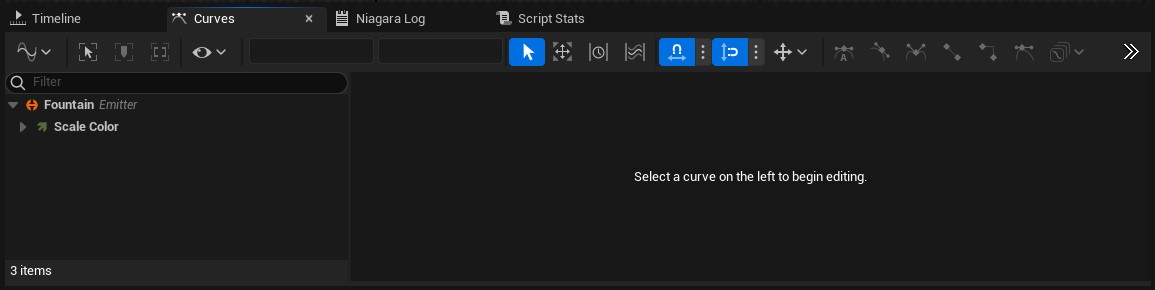 Timeline
Curves
Niagara Log
Script Stats
Filter
Fountain Emitter
Scale Color
Select a curve on the left to begin editing.
3 items